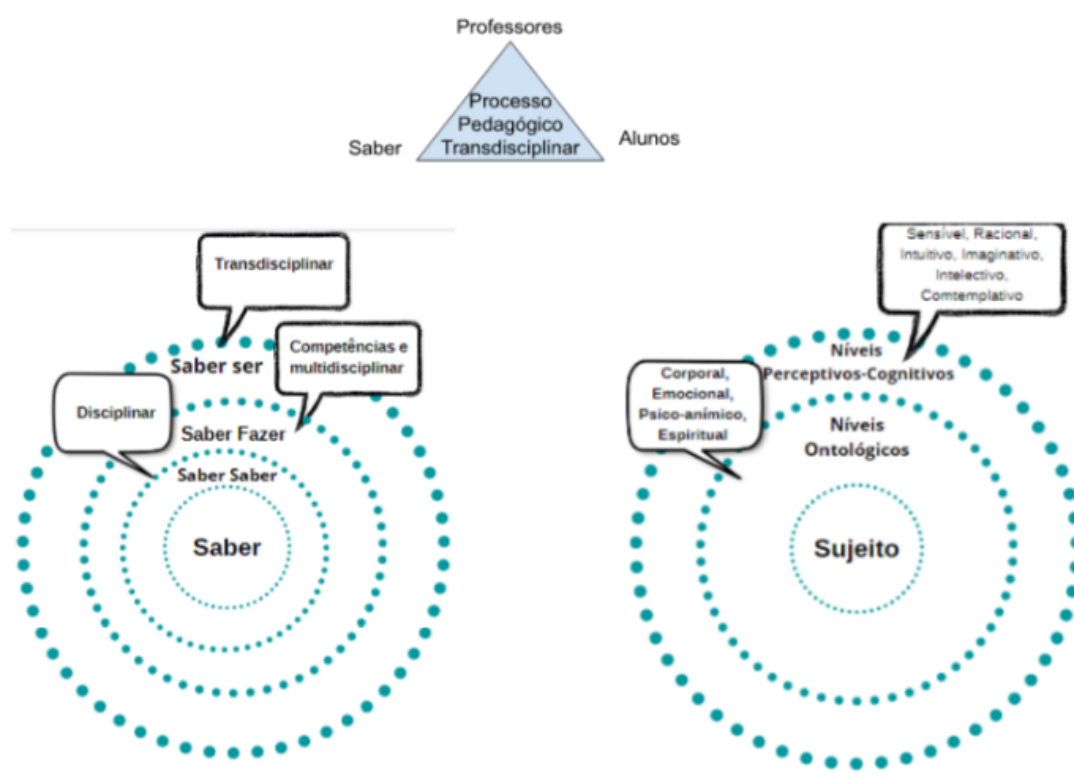 Professores
Processo
Pedagógico
Transdisciplinar
Saber
Alunos
Transdisciplinar
Competências e
multidisciplinar
Disciplinar
Saber ser
Saber Fazer
Saber Saber
Saber
Sensível, Racional,
Intuitivo, Imaginativo,
Intelectivo,
Comtemplativo
Corporal,
Emocional,
Psico-anímico,
Espiritual
Níveis
Perceptivos-Cognitivos
Níveis
Ontológicos
Sujeito